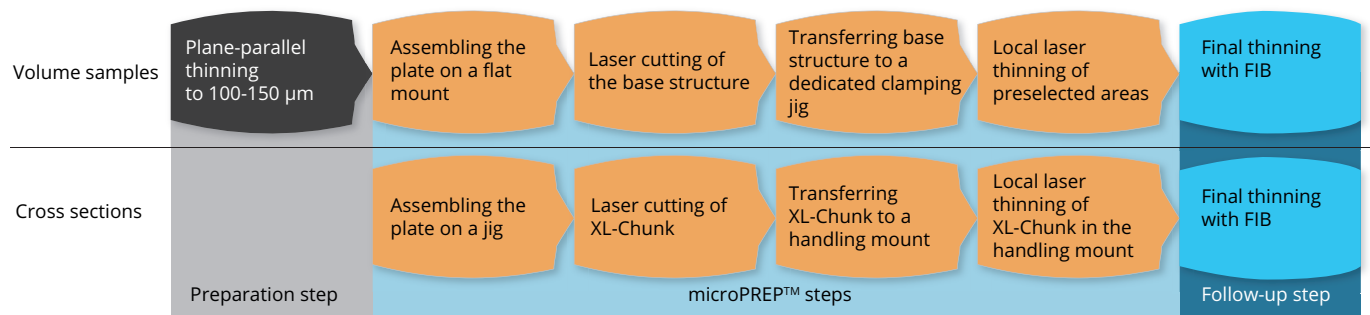 Volume samples
Plane-parallel
thinning
to 100-150 µm
Assembling the
plate on a flat
mount
Laser cutting of
the base structure
Transferring base
structure to a
dedicated clamping
jig
Local laser
thinning of
preselected areas
Final thinning
with FIB
Cross sections
Assembling the
plate on a jig
Laser cutting of
XL-Chunk
Transferring
XL-Chunk to a
handling mount
Local laser
thinning of
XL-Chunk in the
handling mount
Final thinning
with FIB
Preparation step
microPREP™ steps
Follow-up step